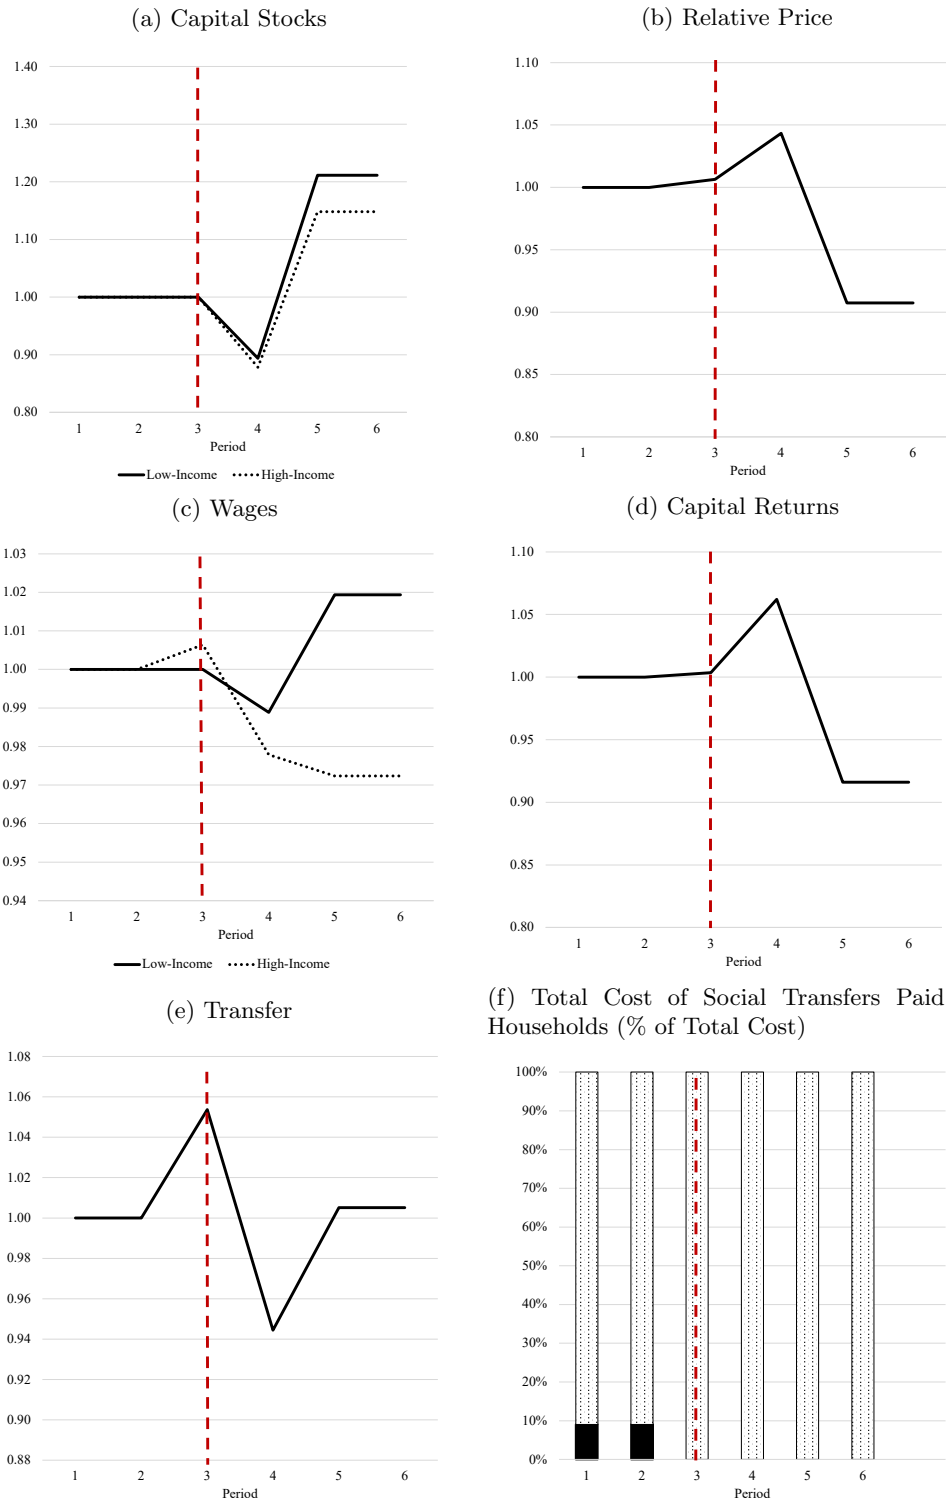 (a) Capital Stocks
1.40
1.30
1.20
1.10
1.00
0.90
0.80
1 2 3 4 5 6
Period
Low-Income High-Income
(b) Relative Price
1.10
1.05
1.00
0.95
0.90
0.85
0.80
1 2 3 4 5 6
Period
(c) Wages
1.03
1.02
1.01
1.00
0.99
0.98
0.97
0.96
0.95
0.94
1 2 3 4 5 6
Period
Low-Income High-Income
(d) Capital Returns
1.10
1.05
1.00
0.95
0.90
0.85
0.80
1 2 3 4 5 6
Period
(e) Transfer
1.08
1.06
1.04
1.02
1.00
0.98
0.96
0.94
0.92
0.90
0.88
1 2 3 4 5 6
Period
(f) Total Cost of Social Transfers Paid
Households (% of Total Cost)
100%
90%
80%
70%
60%
50%
40%
30%
20%
10%
0%
1 2 3 4 5 6
Period